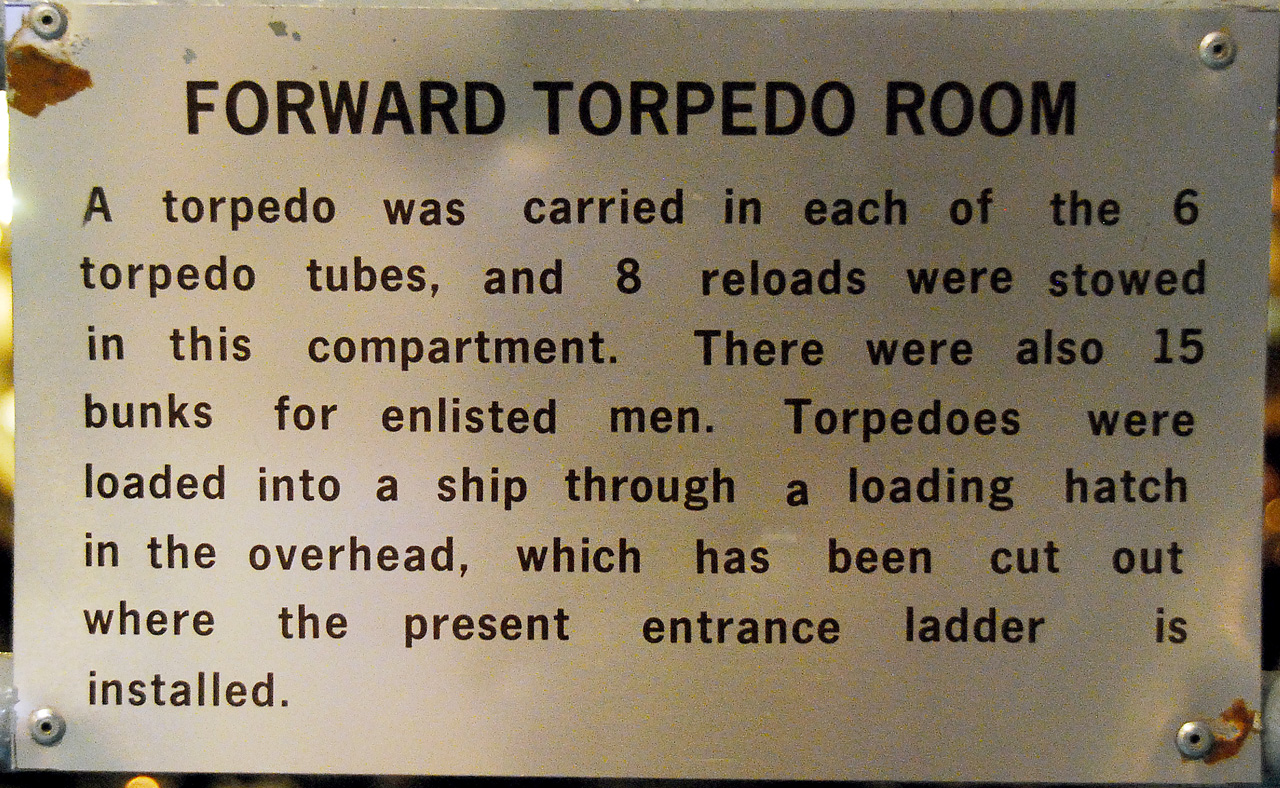 FORWARD TORPEDO ROOM
A torpedo was carried in each of the 6
torpedo tubes, and 8 reloads were stowed
in this compartment. There were also 15
bunks for enlisted men. Torpedoes were
loaded into a ship through a loading hatch
in the overhead, which has been cut out
where the present entrance ladder is
installed.